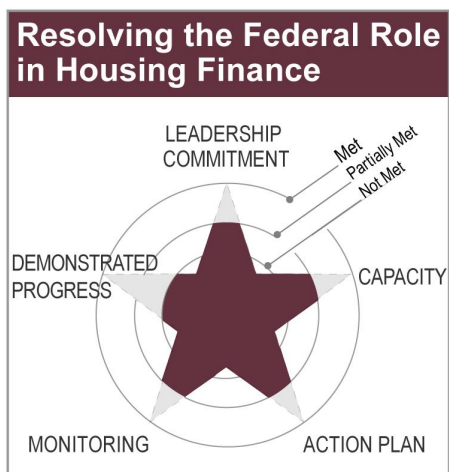 Resolving the Federal Role
in Housing Finance
LEADERSHIP
COMMITMENT
Met
Partially Met
Not Met
DEMONSTRATED
PROGRESS
CAPACITY
MONITORING
ACTION PLAN